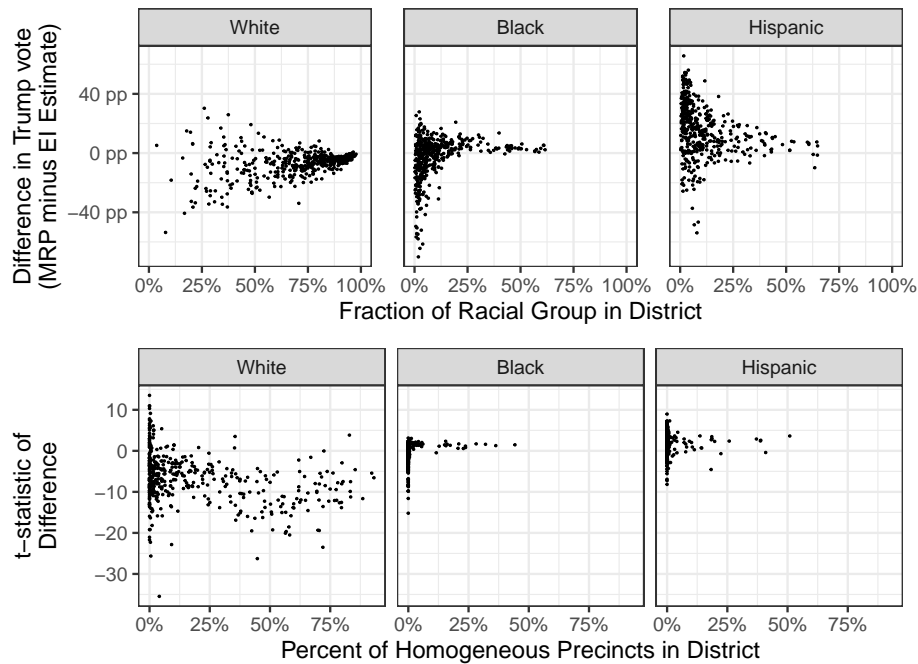 White Black Hispanic
Difference in Trump vote
(MRP minus EI Estimate)
40 pp
0 pp
−40 pp
0% 25% 50% 75% 100% 0% 25% 50% 75% 100% 0% 25% 50% 75% 100%
Fraction of Racial Group in District
White Black Hispanic
t−statistic of
Difference
10
0
−10
−20
−30
0% 25% 50% 75% 0% 25% 50% 75% 0% 25% 50% 75%
Percent of Homogeneous Precincts in District